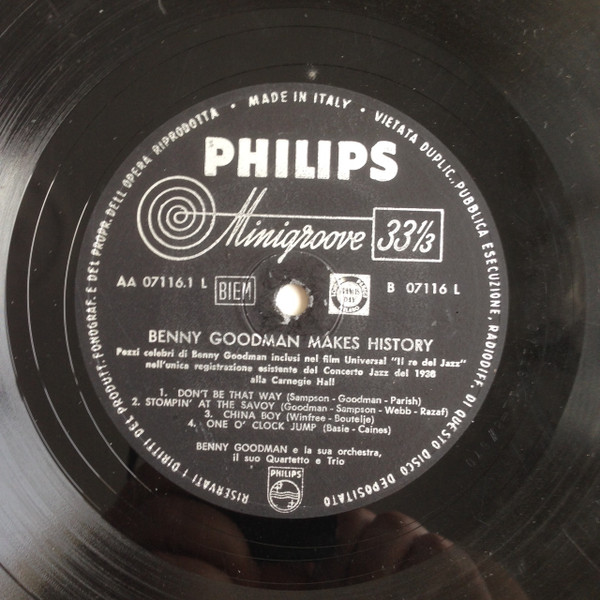 RISERVATI I DIRITTI DEL PRODUTT. FONOGRAF. E DEL PROPR. DELL'OPERA RIPRODOTTA • MADE IN ITALY • VIETATA DUPLIC., PUBBLICA ESECUZIONE, RADIODIFF. DI QUESTO DISCO DEPOSITATO
PHILIPS
Minigroove 33⅓
AA 07116.1 L BIEM B 07116 L
BENNY GOODMAN MAKES HISTORY
Pezzi celebri di Benny Goodman inclusi nel film Universal "Il re del Jazz"
nell'unica registrazione esistente del Concerto Jazz del 1938
alla Carnegie Hall
1. DON'T BE THAT WAY (Sampson - Goodman - Parish)
2. STOMPIN' AT THE SAVOY (Goodman - Sampson - Webb - Razaf)
3. CHINA BOY (Winfree - Boutelje)
4. ONE O' CLOCK JUMP (Basie - Caines)
BENNY GOODMAN e la sua orchestra,
il suo Quartetto e Trio
PHILIPS